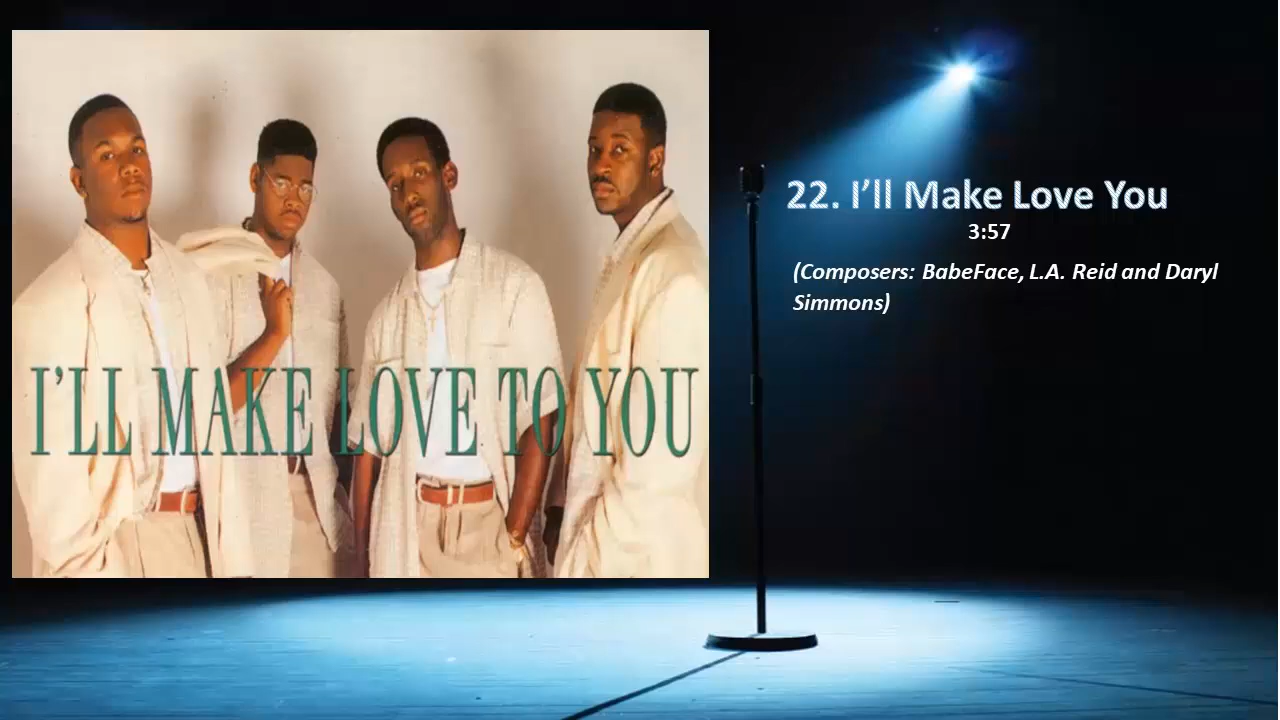 I'LL MAKE LOVE TO YOU
22. I’ll Make Love You
3:57
(Composers: BabeFace, L.A. Reid and Daryl
Simmons)